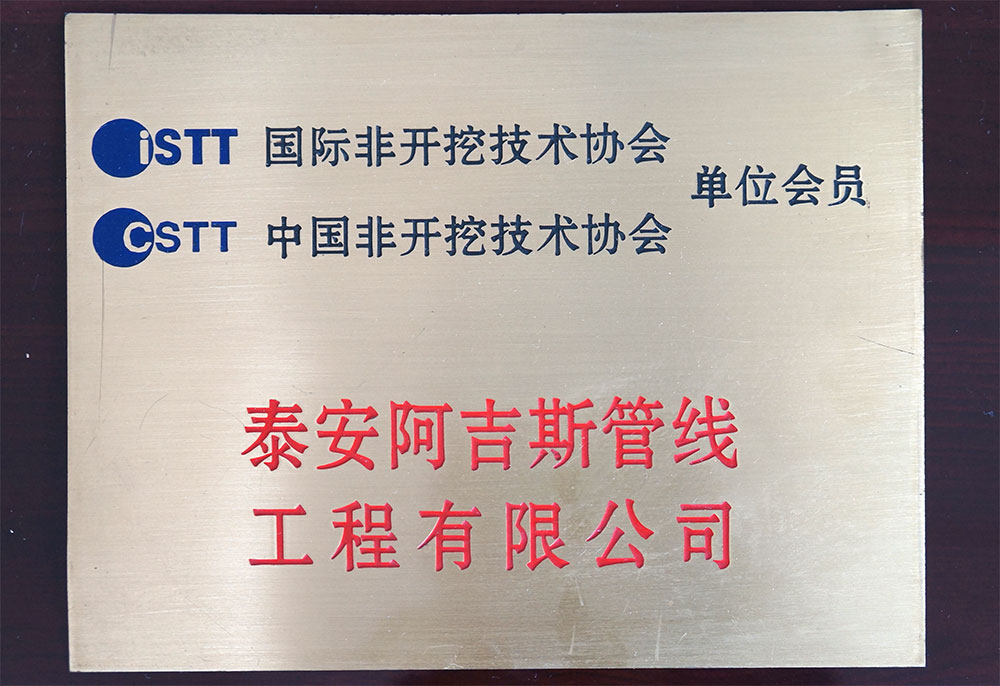 iSTT 国际非开挖技术协会
单位会员
CSTT 中国非开挖技术协会
泰安阿吉斯管线
工程有限公司